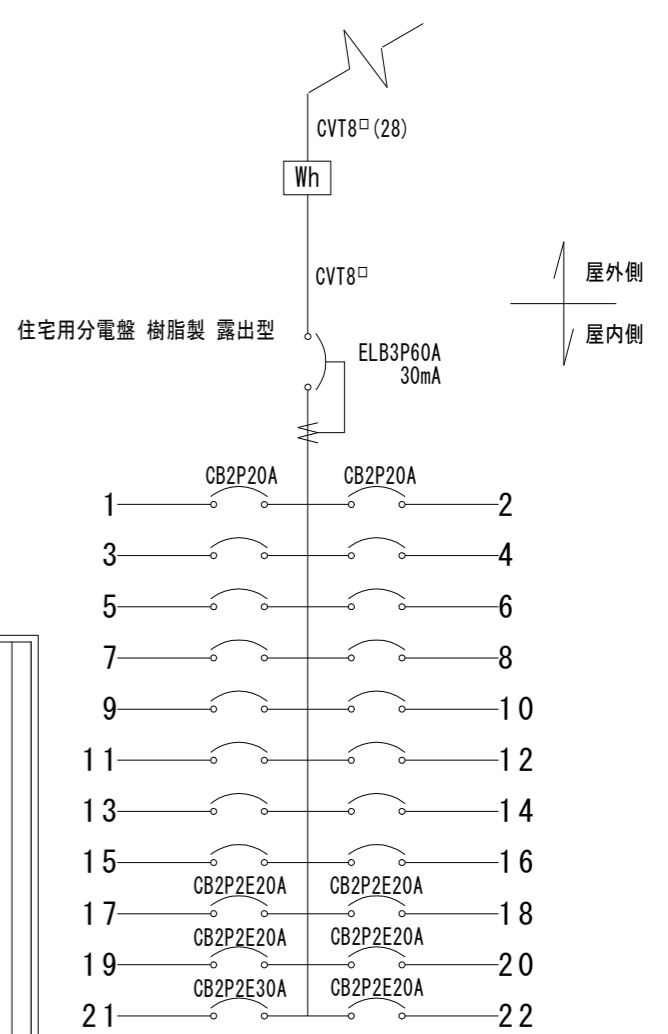 CVT8□(28)
Wh
CVT8□
屋外側
屋内側
住宅用分電盤 樹脂製 露出型
ELB3P60A
30mA
CB2P20A CB2P20A
1 2
3 4
5 6
7 8
9 10
11 12
13 14
15 16
CB2P2E20A CB2P2E20A
17 18
CB2P2E20A CB2P2E20A
19 20
CB2P2E30A CB2P2E20A
21 22